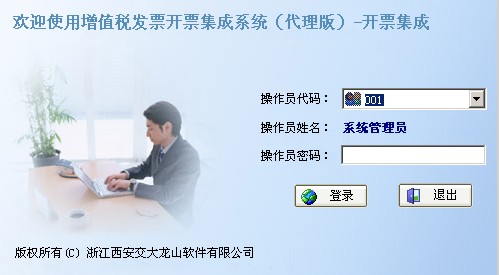 欢迎使用增值税发票开票集成系统（代理版）-开票集成
操作员代码： 001
操作员姓名： 系统管理员
操作员密码：
登录 退出
版权所有(C) 浙江西安交大龙山软件有限公司